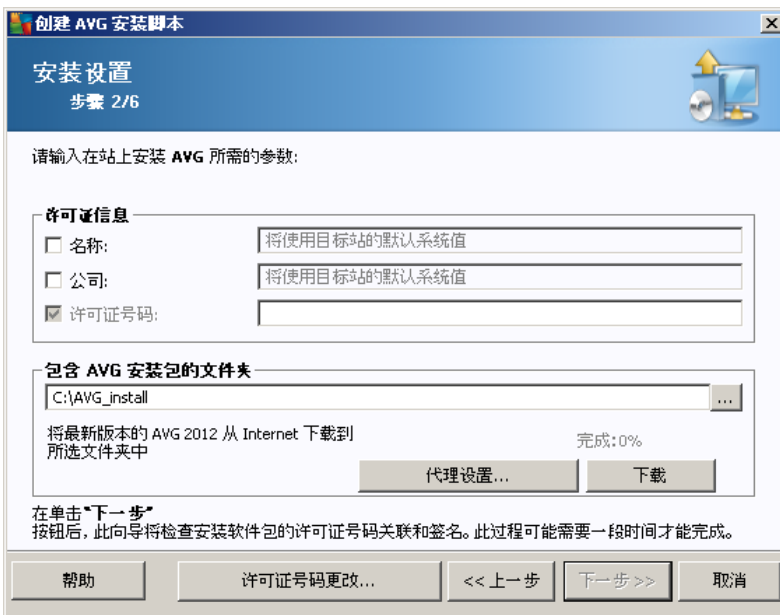 创建 AVG 安装脚本
安装设置
步骤 2/6
请输入在站上安装 AVG 所需的参数:
许可证信息
名称:
将使用目标站的默认系统值
公司:
将使用目标站的默认系统值
许可证号码:
包含 AVG 安装包的文件夹
C:\AVG_install
...
将最新版本的 AVG 2012 从 Internet 下载到
所选文件夹中
完成:0%
代理设置...
下载
在单击“下一步”
按钮后, 此向导将检查安装软件包的许可证号码关联和签名。此过程可能需要一段时间才能完成。
帮助
许可证号码更改...
<< 上一步
下一步 >>
取消